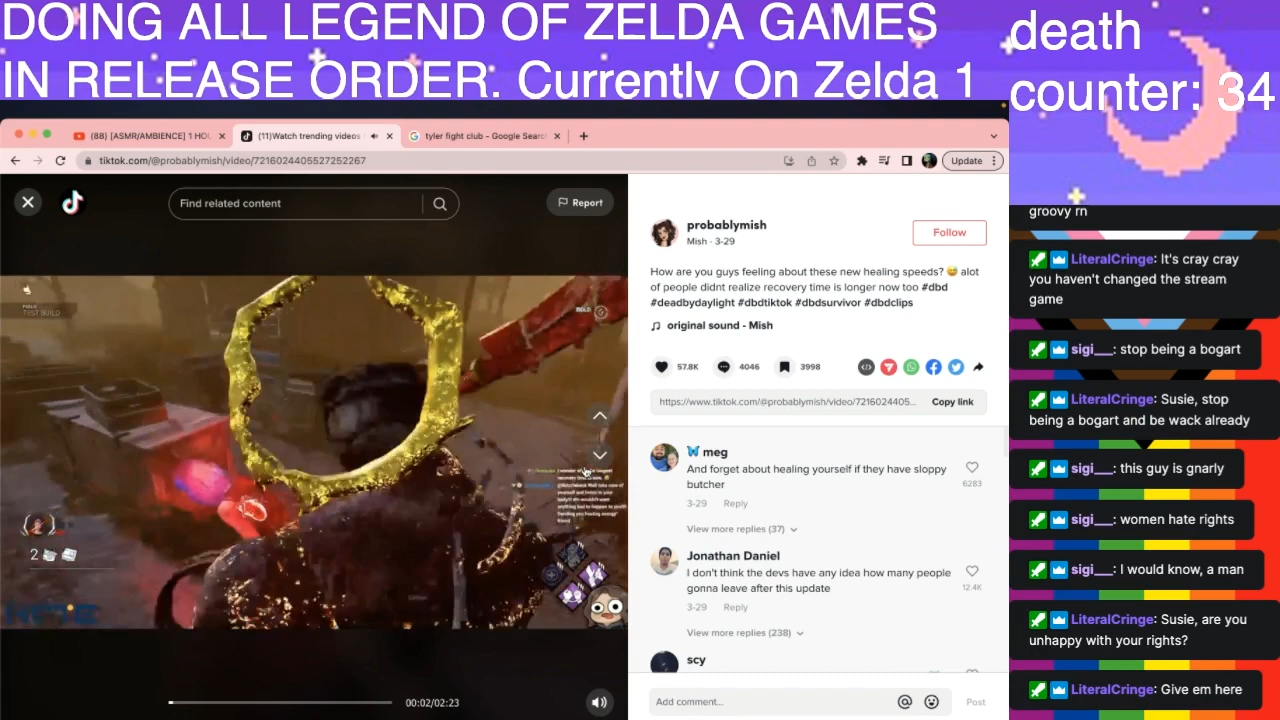 DOING ALL LEGEND OF ZELDA GAMES
IN RELEASE ORDER. Currently On Zelda 1
death
counter: 34
(88) [ASMR/AMBIENCE] 1 HOU
(11)Watch trending videos
tyler fight club - Google Search
tiktok.com/@probablymish/video/7216024405527252267
Update
Find related content
Report
TEST BUILD
2
00:02/02:23
probablymish
Mish · 3-29
Follow
How are you guys feeling about these new healing speeds? 😅 alot
of people didnt realize recovery time is longer now too #dbd
#deadbydaylight #dbdtiktok #dbdsurvivor #dbdclips
original sound - Mish
57.8K
4046
3998
https://www.tiktok.com/@probablymish/video/7216024405...
Copy link
🦋 meg
And forget about healing yourself if they have sloppy
butcher
6283
3-29 Reply
View more replies (37)
Jonathan Daniel
I don't think the devs have any idea how many people
gonna leave after this update
12.4K
3-29 Reply
View more replies (238)
scy
Add comment...
Post
groovy rn
LiteralCringe: It's cray cray
you haven't changed the stream
game
sigi__: stop being a bogart
LiteralCringe: Susie, stop
being a bogart and be wack already
sigi__: this guy is gnarly
sigi__: women hate rights
sigi__: I would know, a man
LiteralCringe: Susie, are you
unhappy with your rights?
LiteralCringe: Give em here